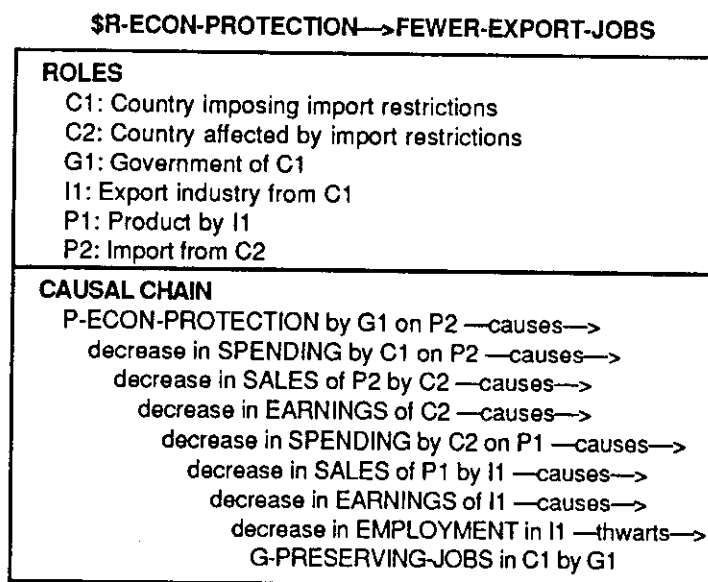 $R-ECON-PROTECTION—>FEWER-EXPORT-JOBS
ROLES
C1: Country imposing import restrictions
C2: Country affected by import restrictions
G1: Government of C1
I1: Export industry from C1
P1: Product by I1
P2: Import from C2
CAUSAL CHAIN
P-ECON-PROTECTION by G1 on P2 —causes—>
decrease in SPENDING by C1 on P2 —causes—>
decrease in SALES of P2 by C2 —causes—>
decrease in EARNINGS of C2 —causes—>
decrease in SPENDING by C2 on P1 —causes—>
decrease in SALES of P1 by I1 —causes—>
decrease in EARNINGS of I1 —causes—>
decrease in EMPLOYMENT in I1 —thwarts—>
G-PRESERVING-JOBS in C1 by G1